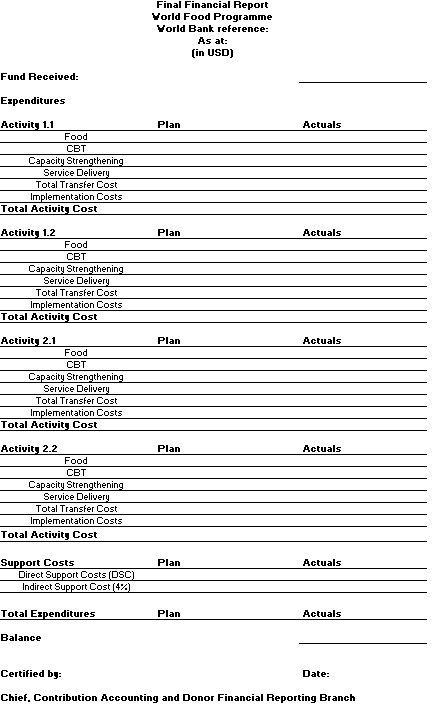 Final Financial Report
World Food Programme
World Bank reference:
As at:
(in USD)
Fund Received:
Expenditures
Activity 1.1 Plan Actuals
Food
CBT
Capacity Strengthening
Service Delivery
Total Transfer Cost
Implementation Costs
Total Activity Cost
Activity 1.2 Plan Actuals
Food
CBT
Capacity Strengthening
Service Delivery
Total Transfer Cost
Implementation Costs
Total Activity Cost
Activity 2.1 Plan Actuals
Food
CBT
Capacity Strengthening
Service Delivery
Total Transfer Cost
Implementation Costs
Total Activity Cost
Activity 2.2 Plan Actuals
Food
CBT
Capacity Strengthening
Service Delivery
Total Transfer Cost
Implementation Costs
Total Activity Cost
Support Costs Plan Actuals
Direct Support Costs (DSC)
Indirect Support Cost (4%)
Total Expenditures Plan Actuals
Balance
Certified by: Date:
Chief, Contribution Accounting and Donor Financial Reporting Branch